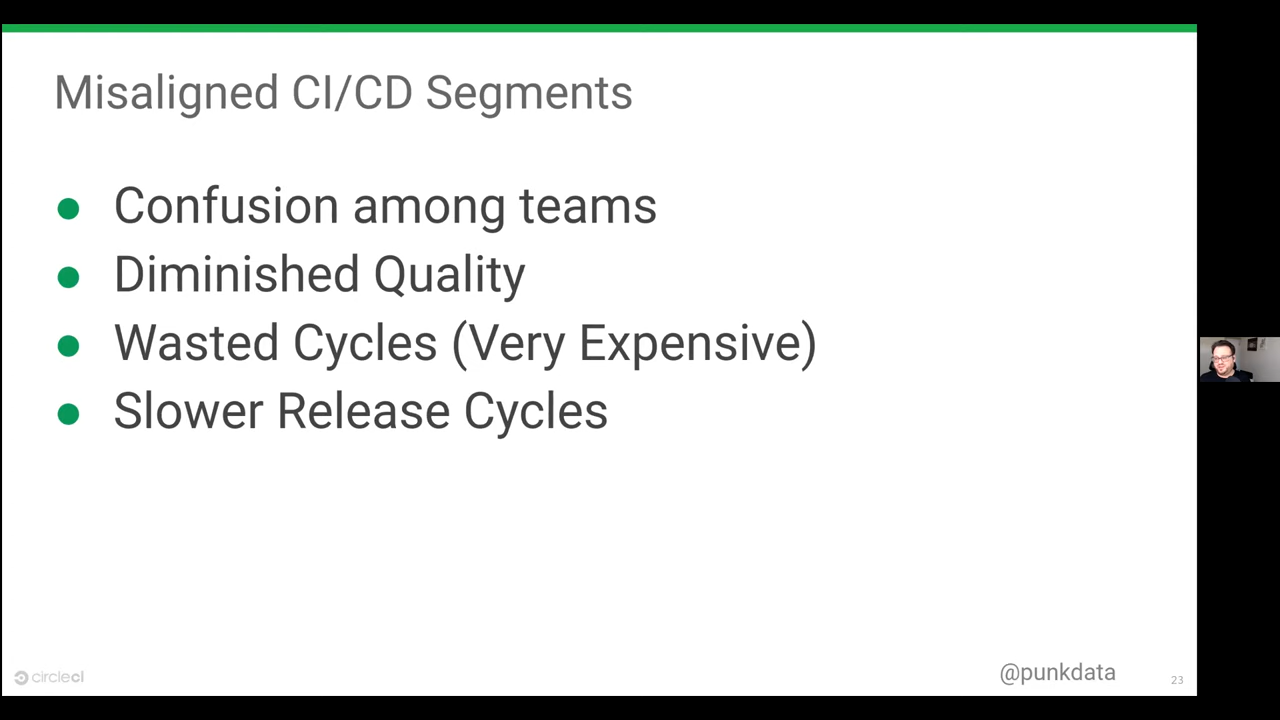 Misaligned CI/CD Segments
● Confusion among teams
● Diminished Quality
● Wasted Cycles (Very Expensive)
● Slower Release Cycles
circleci
@punkdata
23